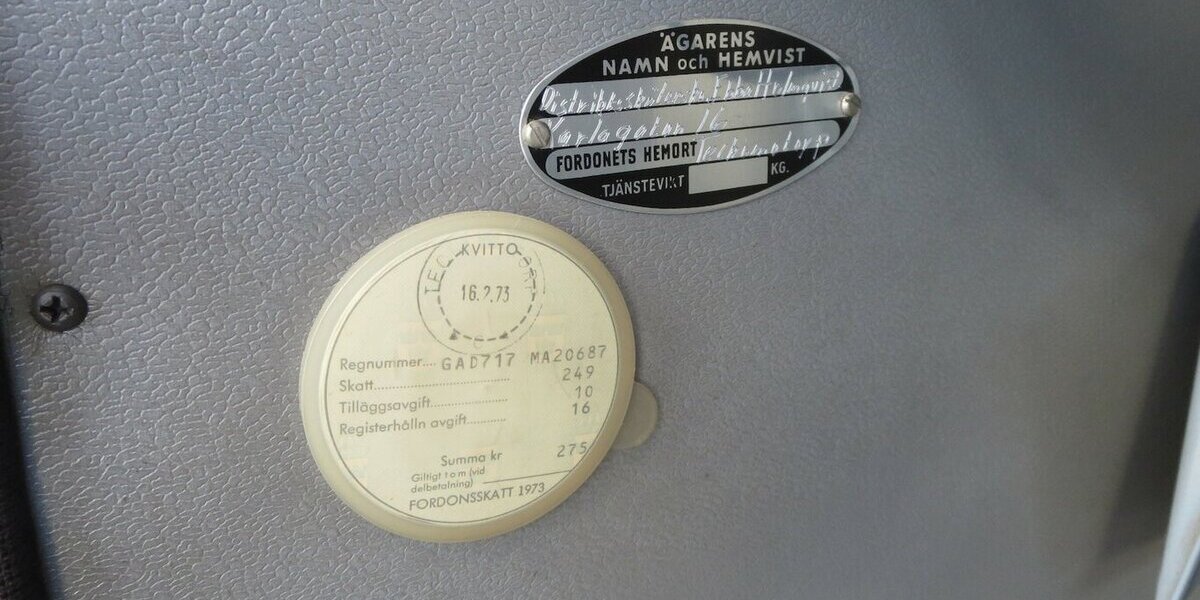 ÄGARENS
NAMN och HEMVIST
Karlagatan 16
FORDONETS HEMORT
TJÄNSTEVIKT KG.
KVITTO
16.2.73
Regnummer.... GAD717 MA20687
Skatt.................................... 249
Tilläggsavgift..................... 10
Registerhålln avgift........... 16
Summa kr 275
Giltigt t o m (vid
delbetalning)
FORDONSSKATT 1973